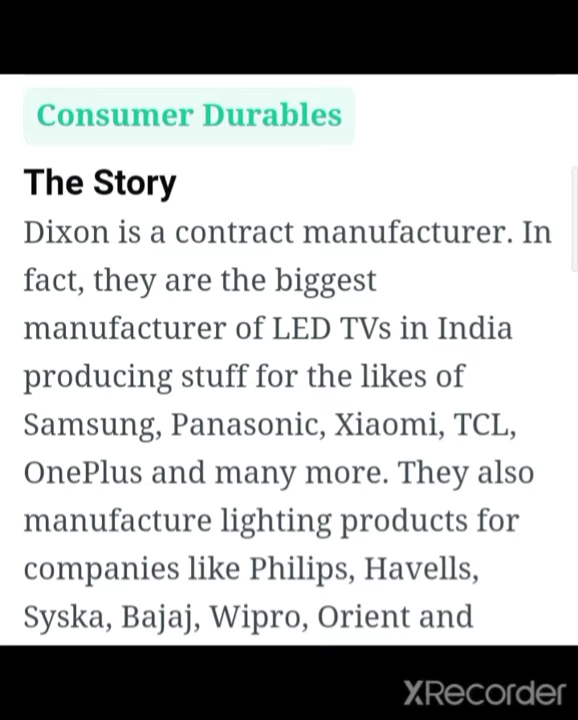 Consumer Durables
The Story
Dixon is a contract manufacturer. In
fact, they are the biggest
manufacturer of LED TVs in India
producing stuff for the likes of
Samsung, Panasonic, Xiaomi, TCL,
OnePlus and many more. They also
manufacture lighting products for
companies like Philips, Havells,
Syska, Bajaj, Wipro, Orient and
XRecorder